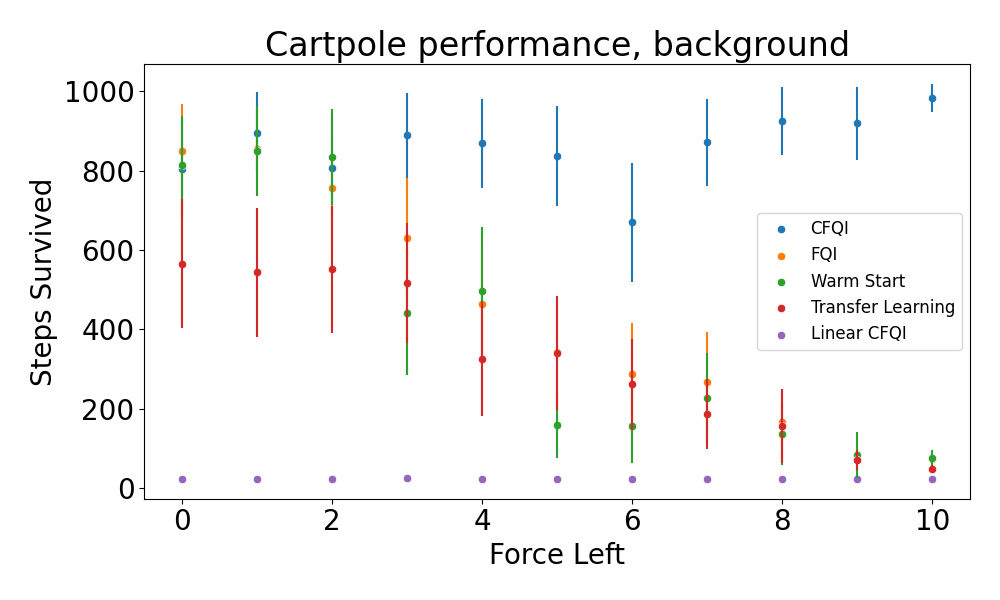 Cartpole performance, background
Steps Survived
1000
800
600
400
200
0
CFQI
FQI
Warm Start
Transfer Learning
Linear CFQI
0 2 4 6 8 10
Force Left